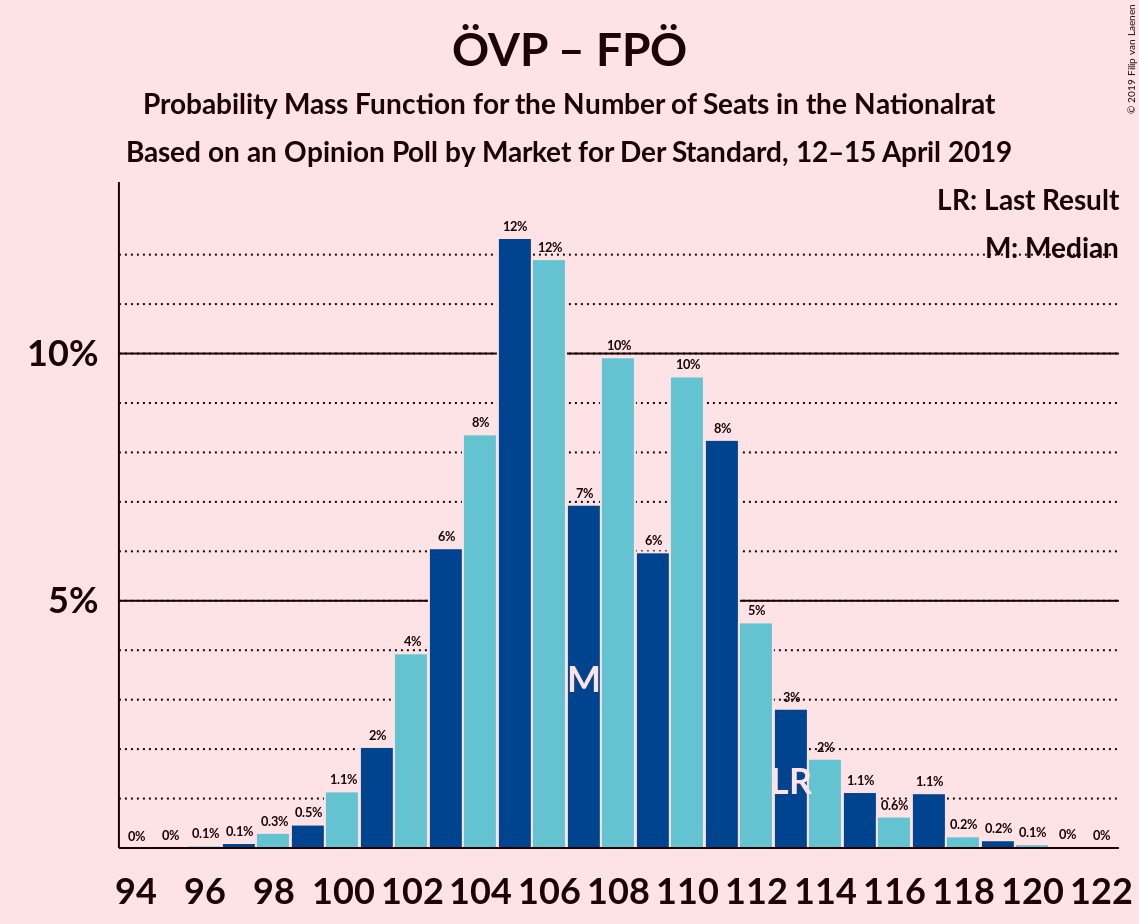 ÖVP – FPÖ
Probability Mass Function for the Number of Seats in the Nationalrat
Based on an Opinion Poll by Market for Der Standard, 12–15 April 2019
© 2019 Filip van Laenen
LR: Last Result
M: Median
10%
5%
0% 0% 0.1% 0.1% 0.3% 0.5% 1.1% 2% 4% 6% 8% 12% 12% 7% 10% 6% 10% 8% 5% 3% 2% 1.1% 0.6% 1.1% 0.2% 0.2% 0.1% 0% 0%
M
LR
94 96 98 100 102 104 106 108 110 112 114 116 118 120 122